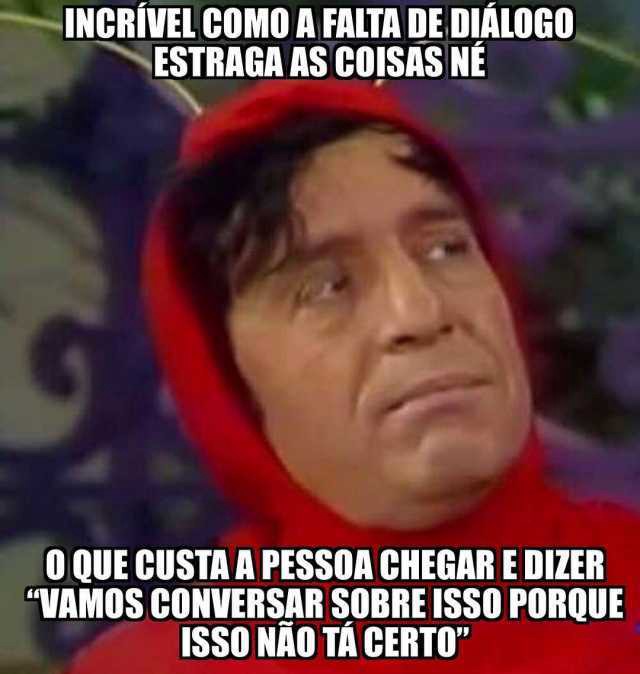 INCRÍVEL COMO A FALTA DE DIÁLOGO
ESTRAGA AS COISAS NÉ
O QUE CUSTA A PESSOA CHEGAR E DIZER
“VAMOS CONVERSAR SOBRE ISSO PORQUE
ISSO NÃO TÁ CERTO”